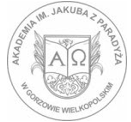 AKADEMIA IM. JAKUBA Z PARADYŻA
A Ω
W GORZOWIE WIELKOPOLSKIM